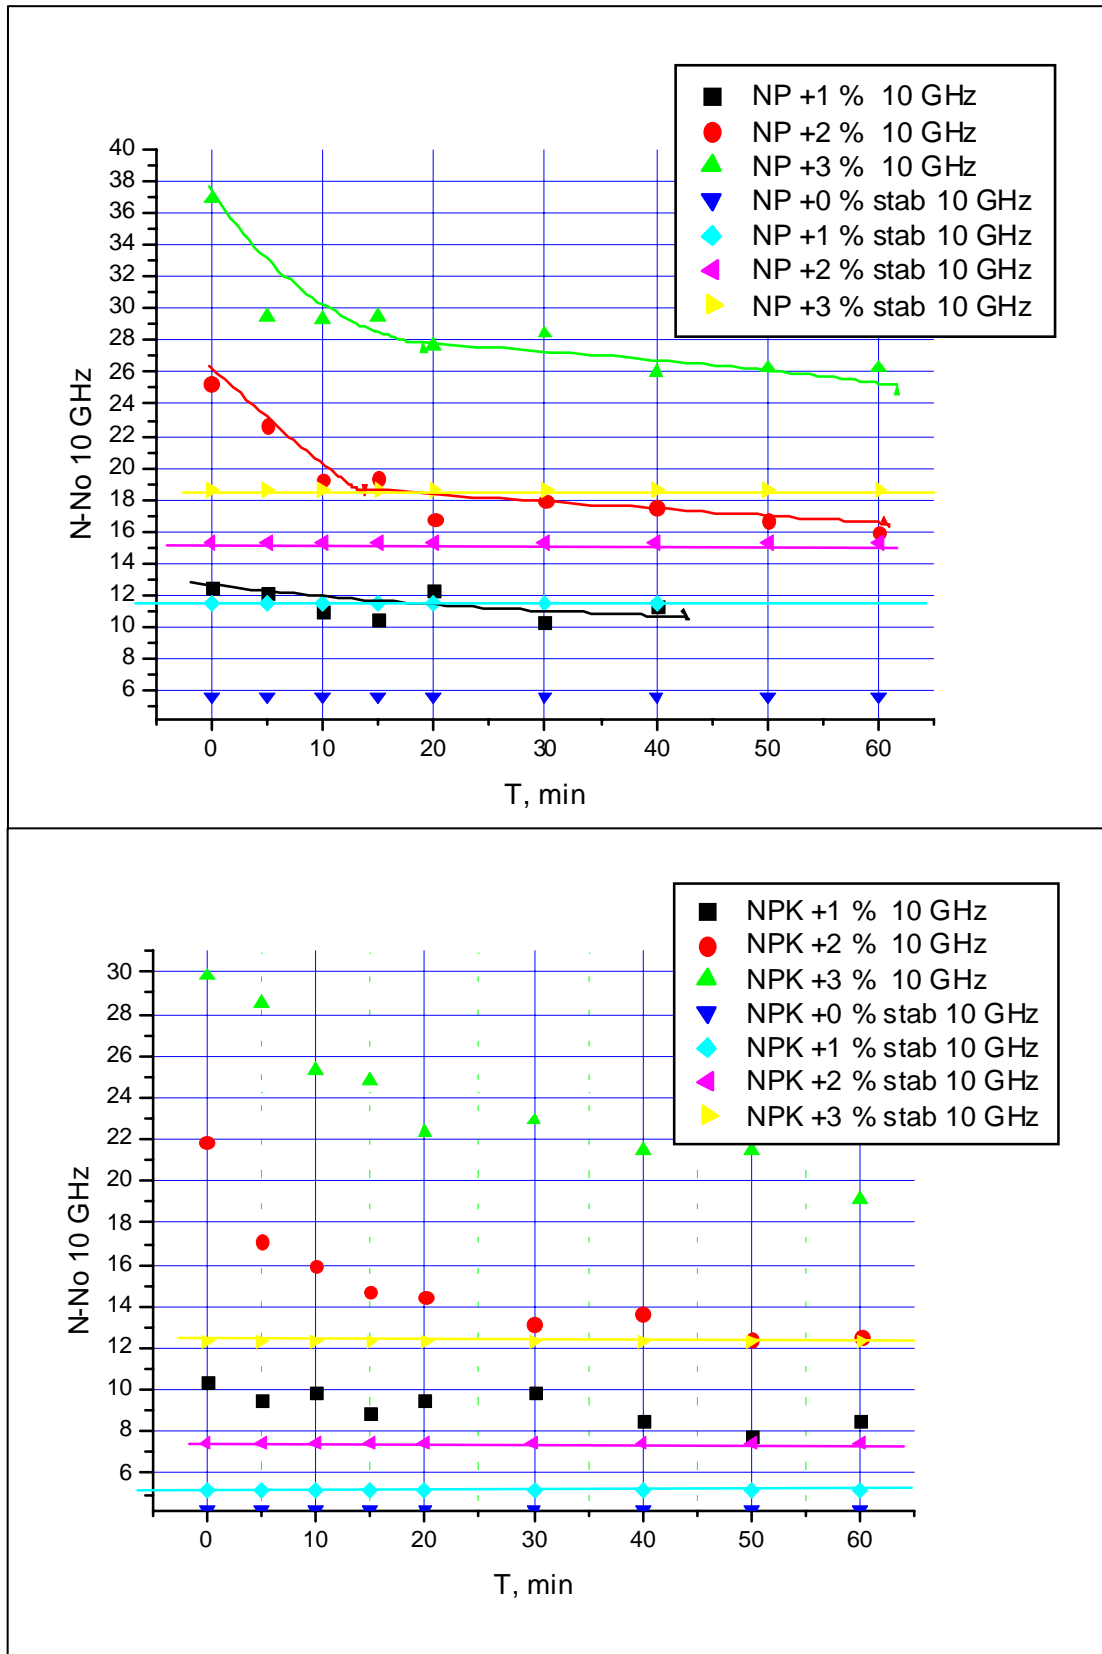 NP +1 % 10 GHz
NP +2 % 10 GHz
NP +3 % 10 GHz
NP +0 % stab 10 GHz
NP +1 % stab 10 GHz
NP +2 % stab 10 GHz
NP +3 % stab 10 GHz
40
38
36
34
32
30
28
26
24
22
20
18
16
14
12
10
8
6
N-No 10 GHz
0
10
20
30
40
50
60
T, min
NPK +1 % 10 GHz
NPK +2 % 10 GHz
NPK +3 % 10 GHz
NPK +0 % stab 10 GHz
NPK +1 % stab 10 GHz
NPK +2 % stab 10 GHz
NPK +3 % stab 10 GHz
30
28
26
24
22
20
18
16
14
12
10
8
6
N-No 10 GHz
0
10
20
30
40
50
60
T, min